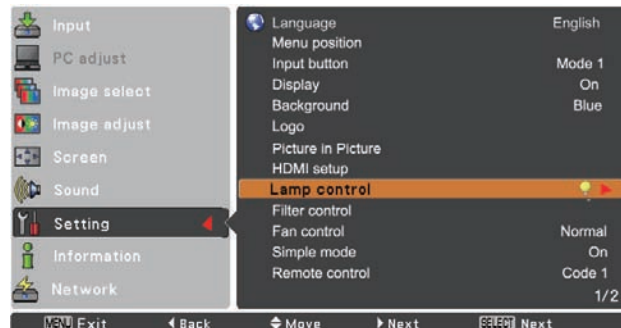 Input
PC adjust
Image select
Image adjust
Screen
Sound
Setting
Information
Network
Language English
Menu position
Input button Mode 1
Display On
Background Blue
Logo
Picture in Picture
HDMI setup
Lamp control
Filter control
Fan control Normal
Simple mode On
Remote control Code 1
1/2
MENU Exit Back Move Next SELECT Next